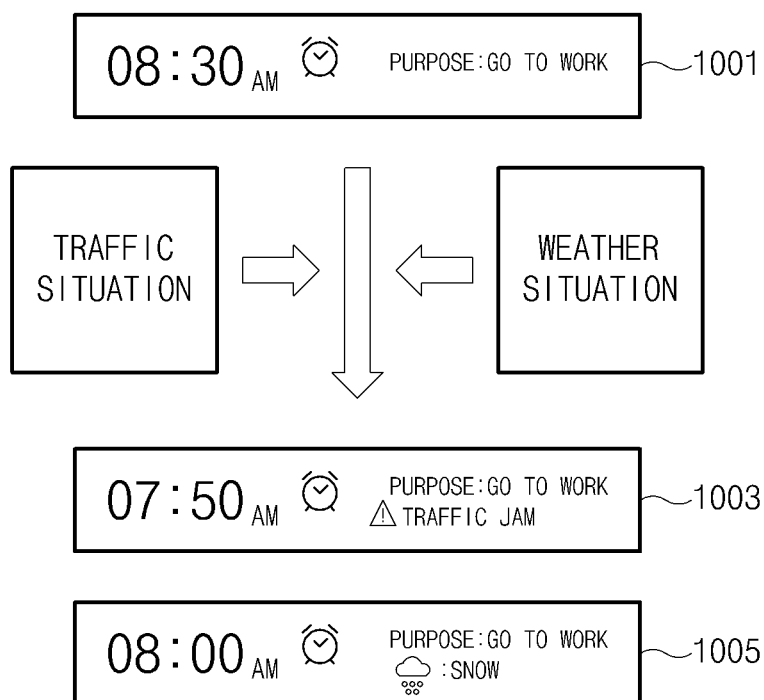 08:30 AM PURPOSE:GO TO WORK 1001
TRAFFIC
SITUATION
WEATHER
SITUATION
07:50 AM PURPOSE:GO TO WORK 1003
TRAFFIC JAM
08:00 AM PURPOSE:GO TO WORK 1005
:SNOW